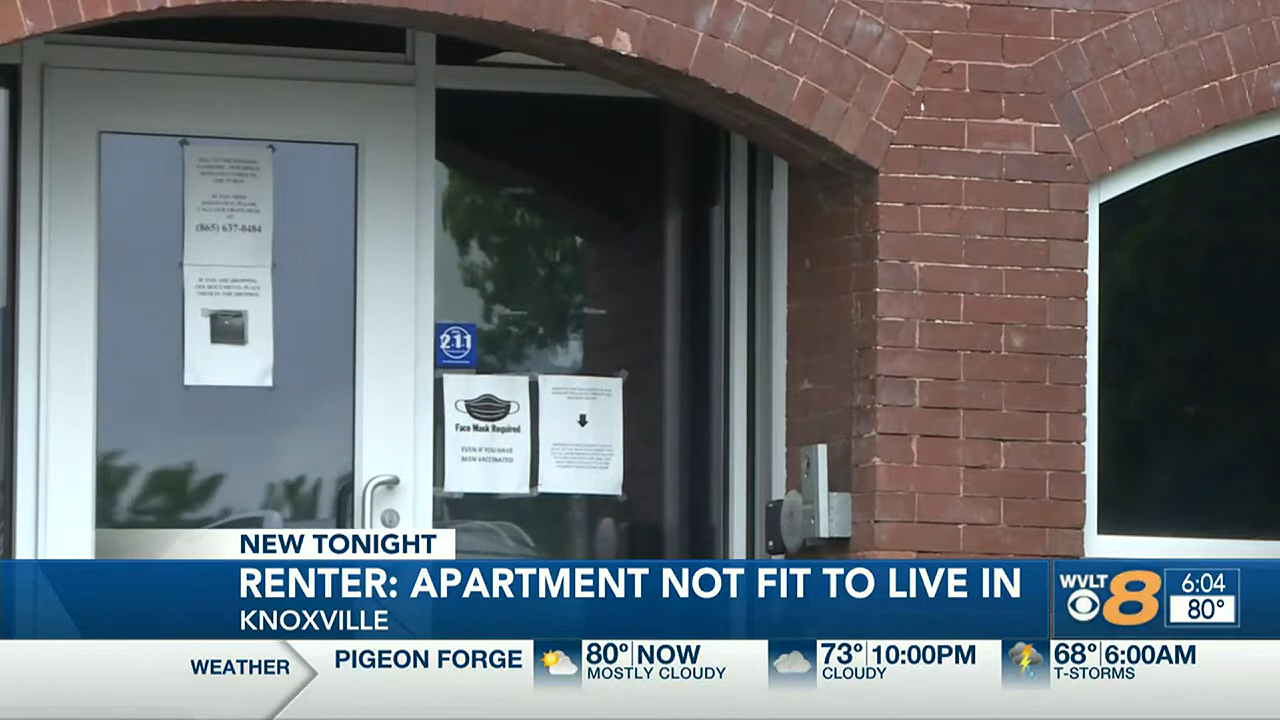 (865) 637-0484
211
Face Mask Required
EVEN IF YOU HAVE
BEEN VACCINATED
NEW TONIGHT
RENTER: APARTMENT NOT FIT TO LIVE IN
KNOXVILLE
WVLT 8
6:04
80°
WEATHER
PIGEON FORGE
80° NOW
MOSTLY CLOUDY
73° 10:00PM
CLOUDY
68° 6:00AM
T-STORMS